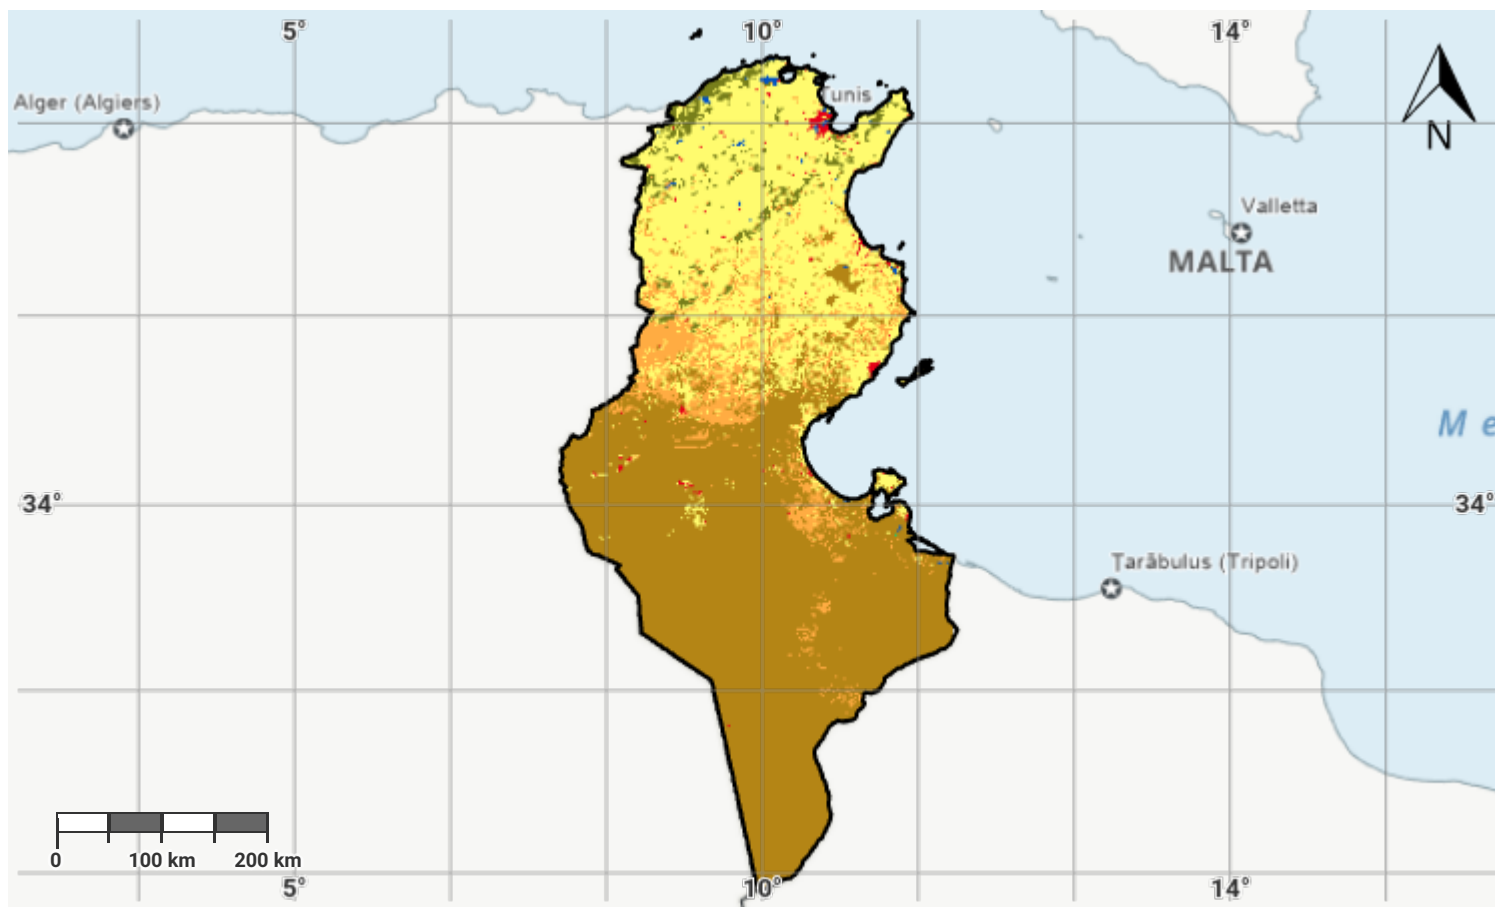 5° 10° 14°
Alger (Algiers)
Tunis
N
Valletta
MALTA
M e
34° 34°
Ṭarābulus (Tripoli)
0 100 km 200 km
5° 10° 14°